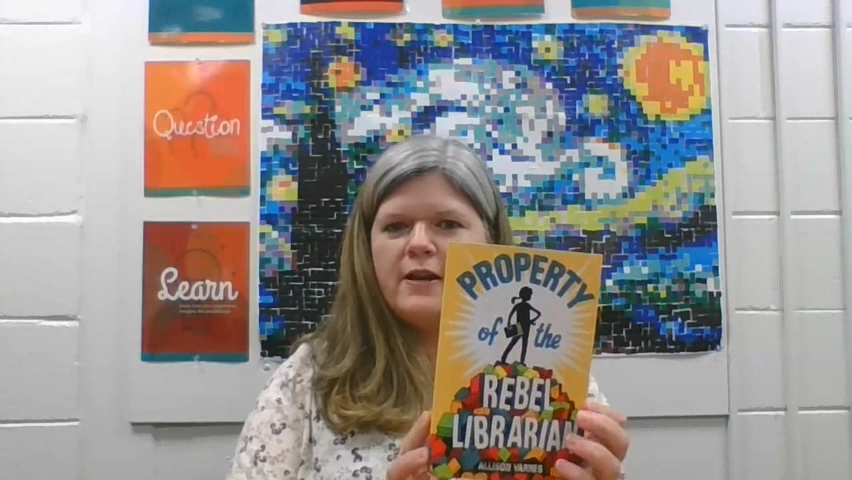 Question
Learn
PROPERTY
of the
REBEL
LIBRARIAN
ALLISON VARNES